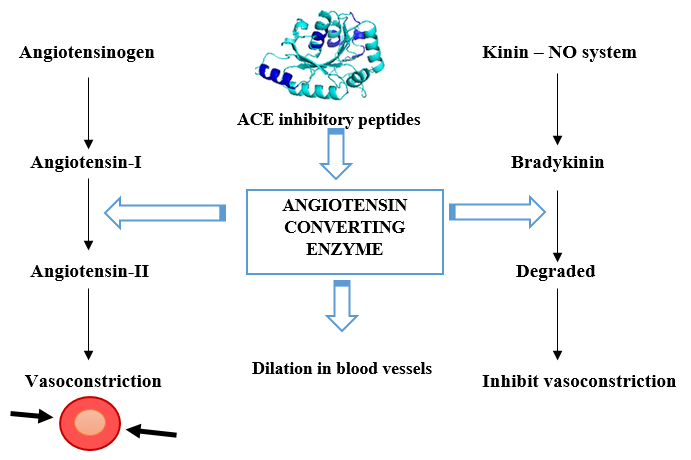 Angiotensinogen
Kinin – NO system
ACE inhibitory peptides
Angiotensin-I
Bradykinin
ANGIOTENSIN
CONVERTING
ENZYME
Angiotensin-II
Degraded
Dilation in blood vessels
Vasoconstriction
Inhibit vasoconstriction